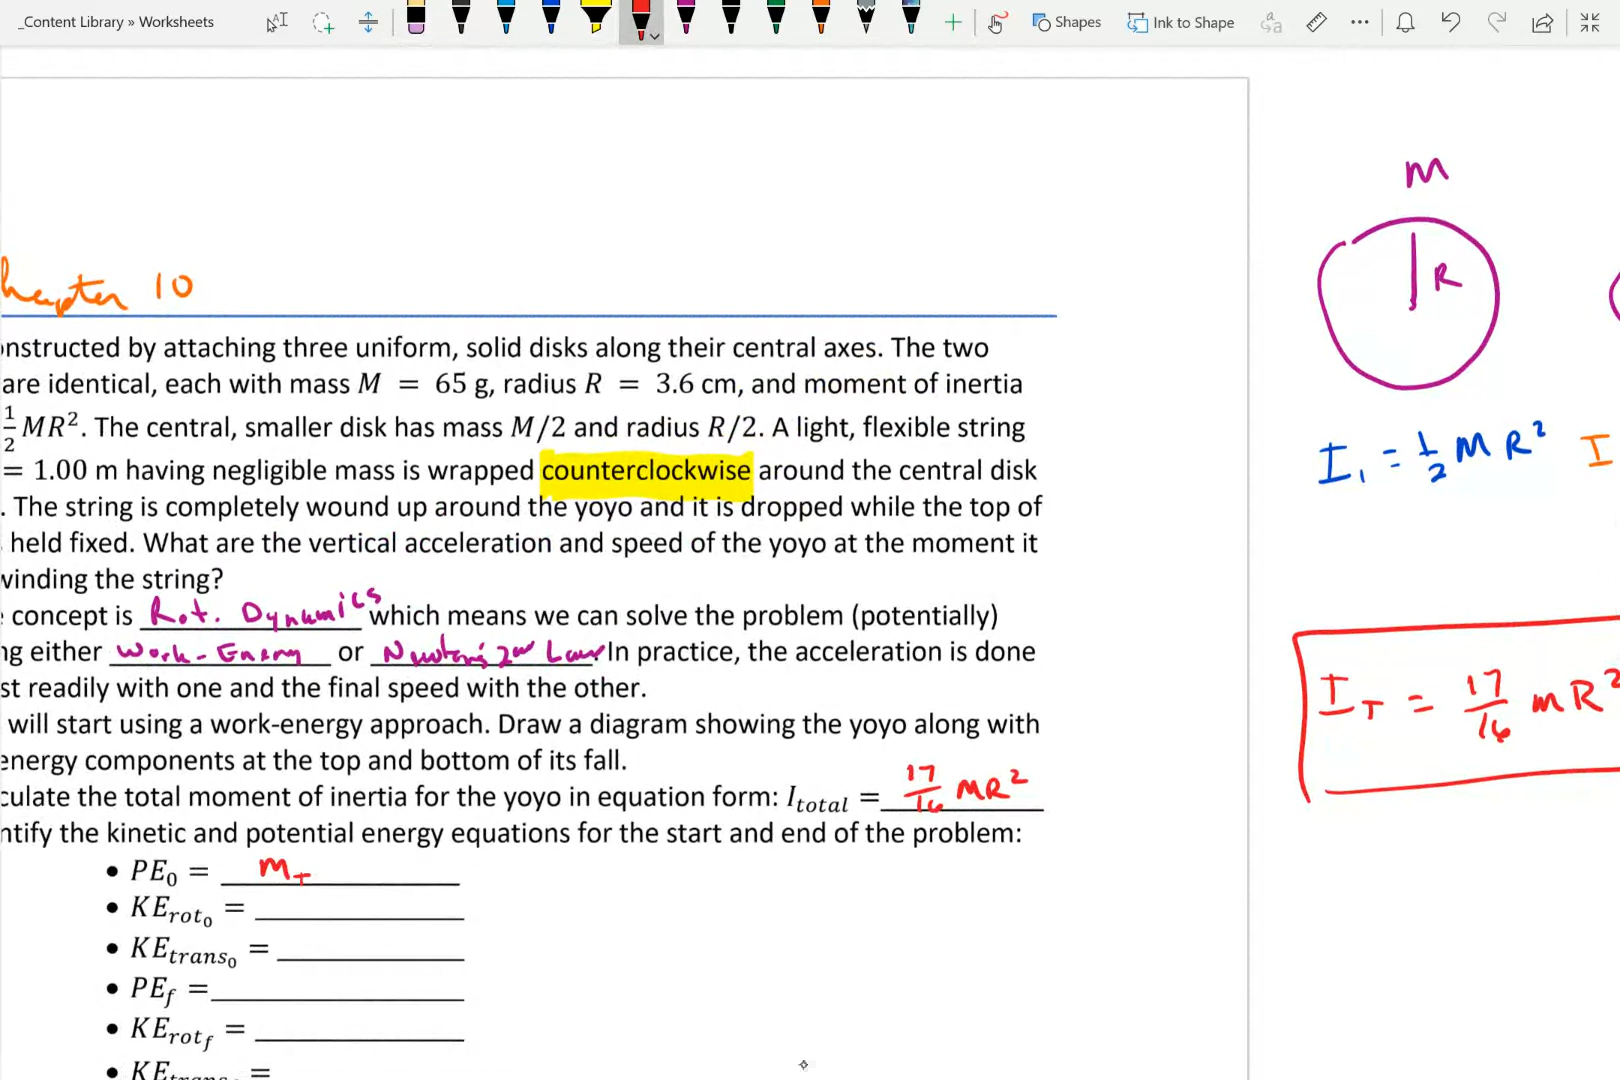 _Content Library » Worksheets
Shapes
Ink to Shape
M
R
Chapter 10
onstructed by attaching three uniform, solid disks along their central axes. The two
are identical, each with mass M = 65 g, radius R = 3.6 cm, and moment of inertia
1/2 MR². The central, smaller disk has mass M/2 and radius R/2. A light, flexible string
= 1.00 m having negligible mass is wrapped counterclockwise around the central disk
. The string is completely wound up around the yoyo and it is dropped while the top of
held fixed. What are the vertical acceleration and speed of the yoyo at the moment it
winding the string?
concept is Rot. Dynamics which means we can solve the problem (potentially)
ng either Work-Energy or Newton's 2nd Law In practice, the acceleration is done
st readily with one and the final speed with the other.
will start using a work-energy approach. Draw a diagram showing the yoyo along with
energy components at the top and bottom of its fall.
culate the total moment of inertia for the yoyo in equation form: I_total = 17/16 MR²
ntify the kinetic and potential energy equations for the start and end of the problem:
• PE₀ = M_T
• KE_rot₀ =
• KE_trans₀ =
• PE_f =
• KE_rot_f =
• KE_trans =
I₁ = 1/2 M R² I
I_T = 17/16 MR²